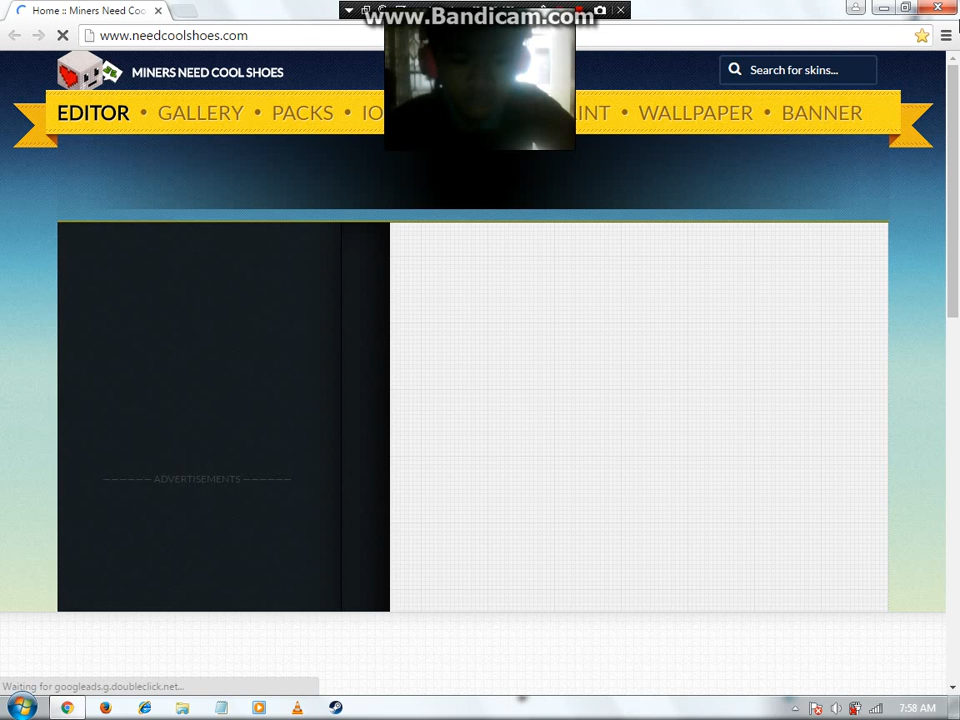 www.Bandicam.com
Home :: Miners Need Coo
www.needcoolshoes.com
MINERS NEED COOL SHOES
Search for skins...
EDITOR • GALLERY • PACKS • IO
INT • WALLPAPER • BANNER
ADVERTISEMENTS
Waiting for googleads.g.doubleclick.net...
7:58 AM